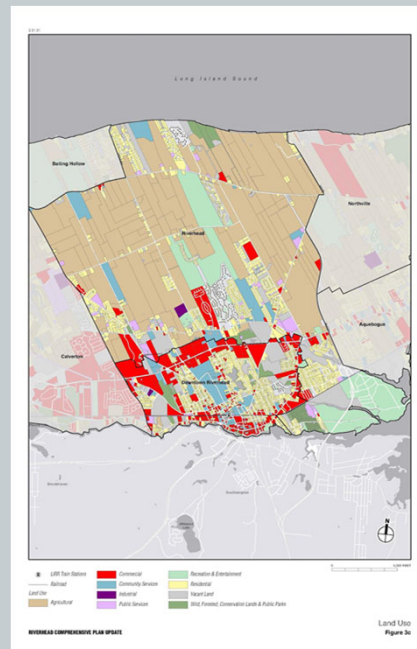 Long Island Sound
Baiting Hollow
Northville
Riverhead
Aquebogue
Calverton
Downtown Riverhead
Southampton
N
LIRR Train Stations
Railroad
Land Use
Agricultural
Commercial
Community Services
Industrial
Public Services
Recreation & Entertainment
Residential
Vacant Land
Wild, Forested, Conservation Lands & Public Parks
RIVERHEAD COMPREHENSIVE PLAN UPDATE
Land Use
Figure 3c